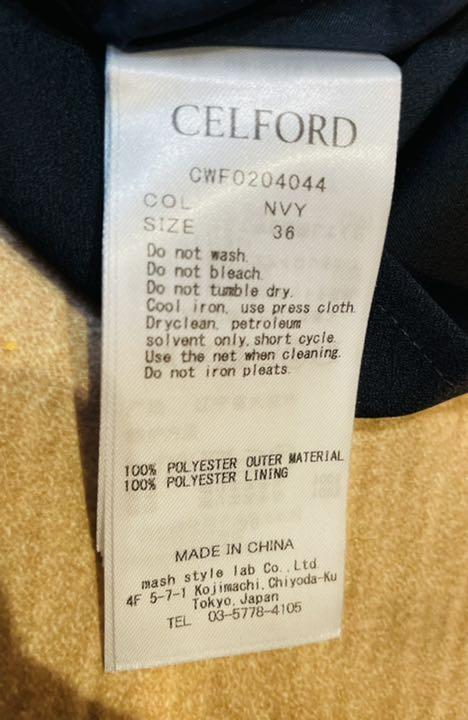 CELFORD
CWF0204044
COL NVY
SIZE 36
Do not wash.
Do not bleach.
Do not tumble dry.
Cool iron, use press cloth.
Dryclean, petroleum
solvent only, short cycle.
Use the net when cleaning.
Do not iron pleats.
100% POLYESTER OUTER MATERIAL
100% POLYESTER LINING
MADE IN CHINA
mash style lab Co., Ltd.
4F 5-7-1 Kojimachi, Chiyoda-Ku
Tokyo, Japan
TEL 03-5778-4105